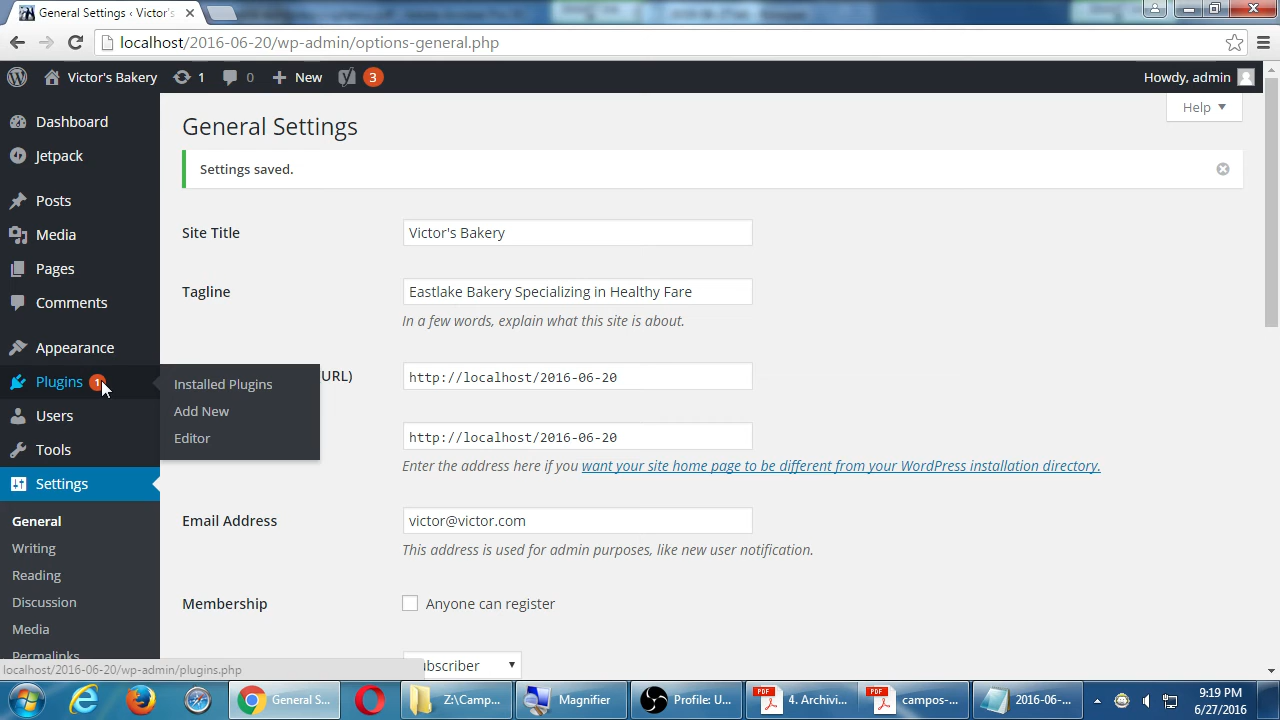 General Settings ‹ Victor's
localhost/2016-06-20/wp-admin/options-general.php
Victor's Bakery
1
0
New
3
Howdy, admin
Help
Dashboard
Jetpack
Posts
Media
Pages
Comments
Appearance
Plugins 1
Users
Tools
Settings
General
Writing
Reading
Discussion
Media
Permalinks
Installed Plugins
Add New
Editor
General Settings
Settings saved.
Site Title
Victor's Bakery
Tagline
Eastlake Bakery Specializing in Healthy Fare
In a few words, explain what this site is about.
URL)
http://localhost/2016-06-20
http://localhost/2016-06-20
Enter the address here if you want your site home page to be different from your WordPress installation directory.
Email Address
victor@victor.com
This address is used for admin purposes, like new user notification.
Membership
Anyone can register
ubscriber
localhost/2016-06-20/wp-admin/plugins.php
General S...
Z:\Camp...
Magnifier
Profile: U...
4. Archivi...
campos-...
2016-06-...
9:19 PM
6/27/2016